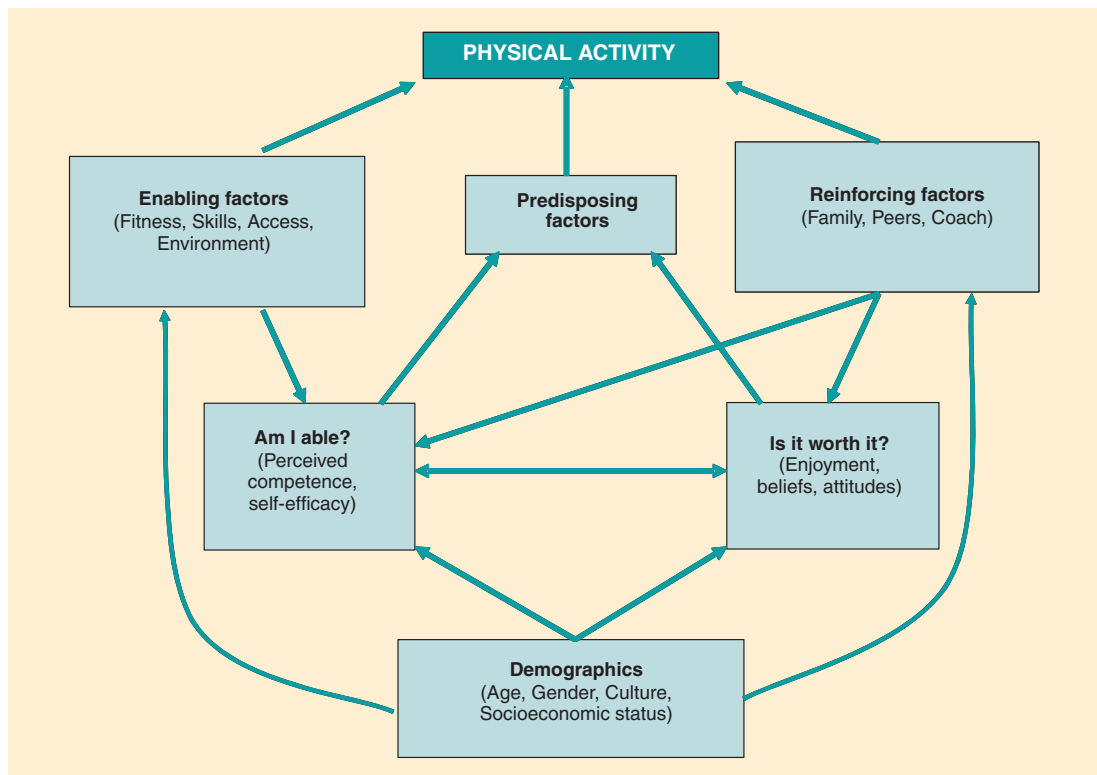 PHYSICAL ACTIVITY
Enabling factors
(Fitness, Skills, Access,
Environment)
Predisposing
factors
Reinforcing factors
(Family, Peers, Coach)
Am I able?
(Perceived
competence,
self-efficacy)
Is it worth it?
(Enjoyment,
beliefs, attitudes)
Demographics
(Age, Gender, Culture,
Socioeconomic status)